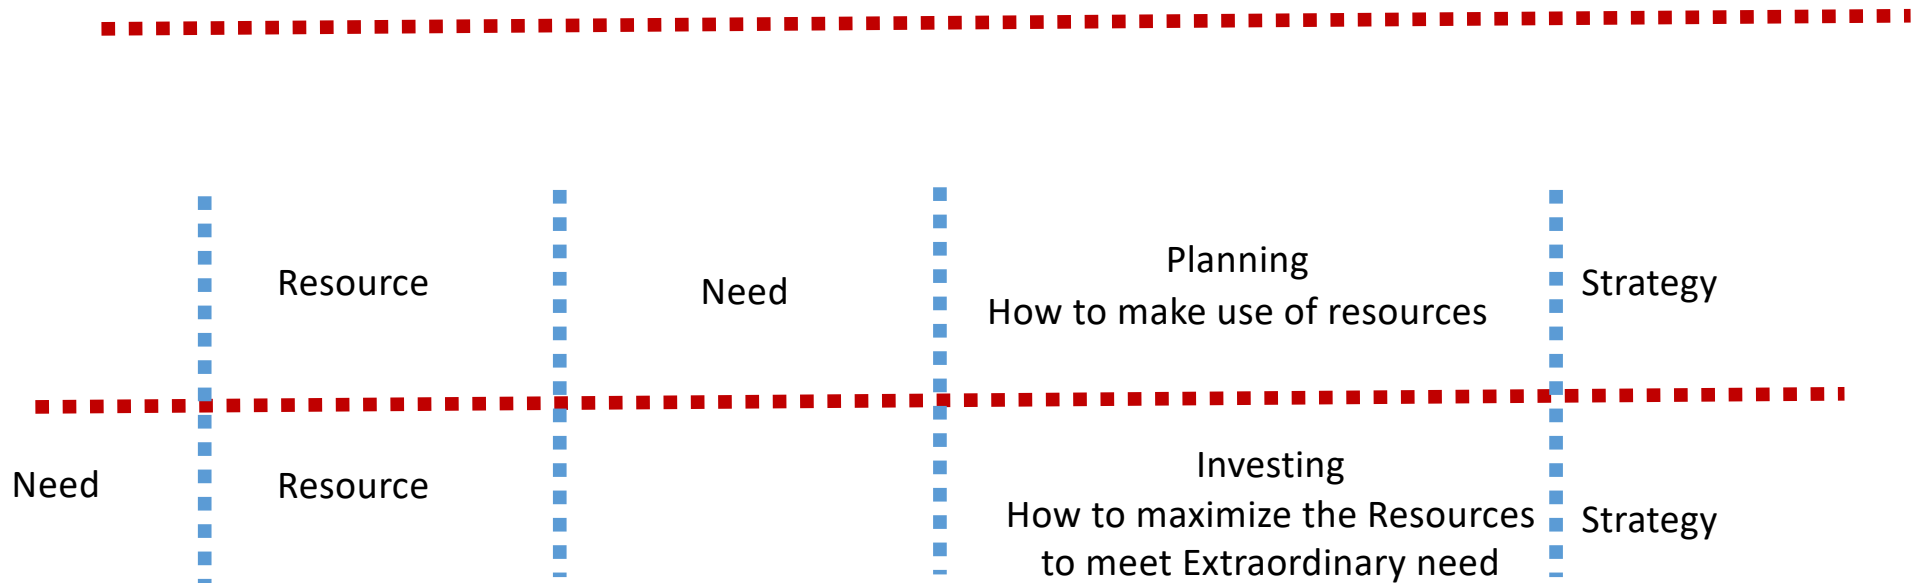 Resource
Need
Planning
How to make use of resources
Strategy
Need
Resource
Investing
How to maximize the Resources
to meet Extraordinary need
Strategy